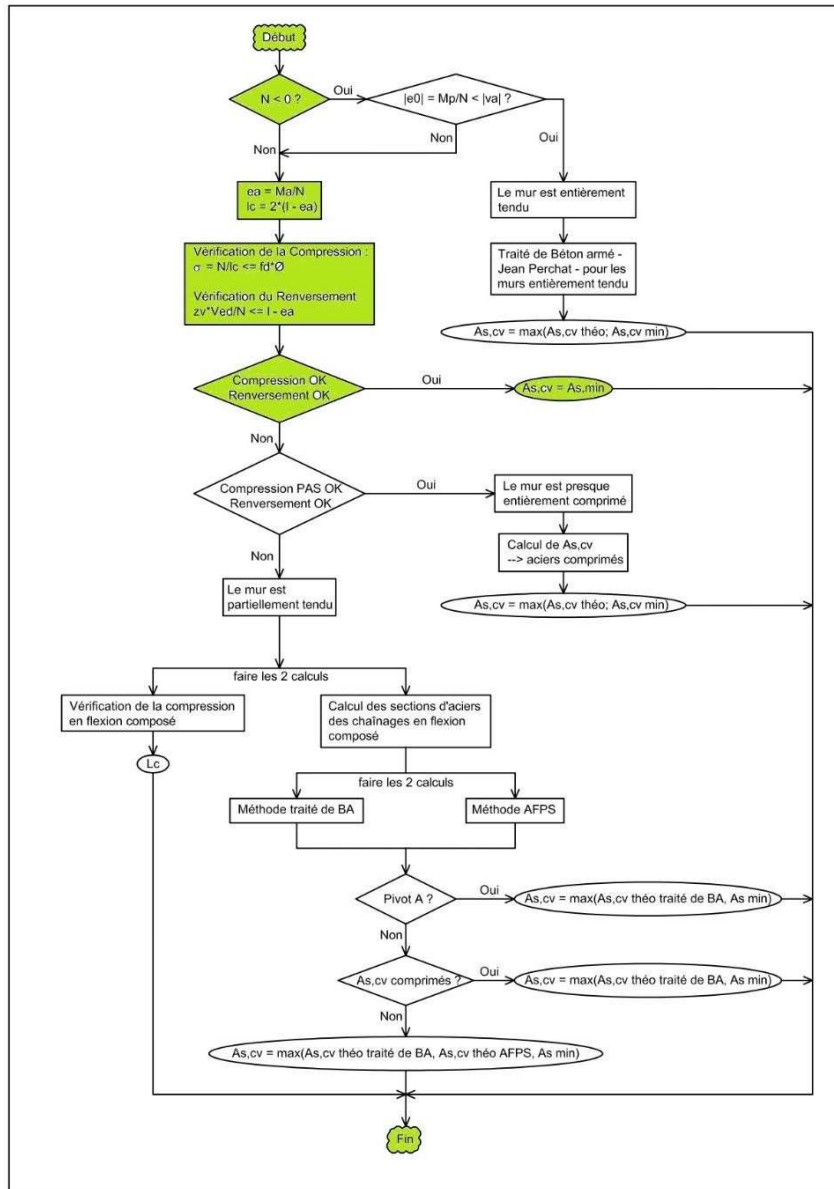 Début
N < 0 ?
Oui
|e0| = Mp/N < |va| ?
Non
Non
Oui
ea = Ma/N
lc = 2*(l - ea)
Le mur est entièrement
tendu
Vérification de la Compression :
σ = N/lc <= fd*Ø
Vérification du Renversement
zv*Ved/N <= l - ea
Traité de Béton armé -
Jean Perchat - pour les
murs entièrement tendu
As,cv = max(As,cv théo; As,cv min)
Compression OK
Renversement OK
Oui
As,cv = As,min
Non
Compression PAS OK
Renversement OK
Oui
Le mur est presque
entièrement comprimé
Non
Calcul de As,cv
--> aciers comprimés
Le mur est
partiellement tendu
As,cv = max(As,cv théo; As,cv min)
faire les 2 calculs
Vérification de la compression
en flexion composé
Calcul des sections d'aciers
des chaînages en flexion
composé
Lc
faire les 2 calculs
Méthode traité de BA
Méthode AFPS
Pivot A ?
Oui
As,cv = max(As,cv théo traité de BA, As min)
Non
As,cv comprimés ?
Oui
As,cv = max(As,cv théo traité de BA, As min)
Non
As,cv = max(As,cv théo traité de BA, As,cv théo AFPS, As min)
Fin